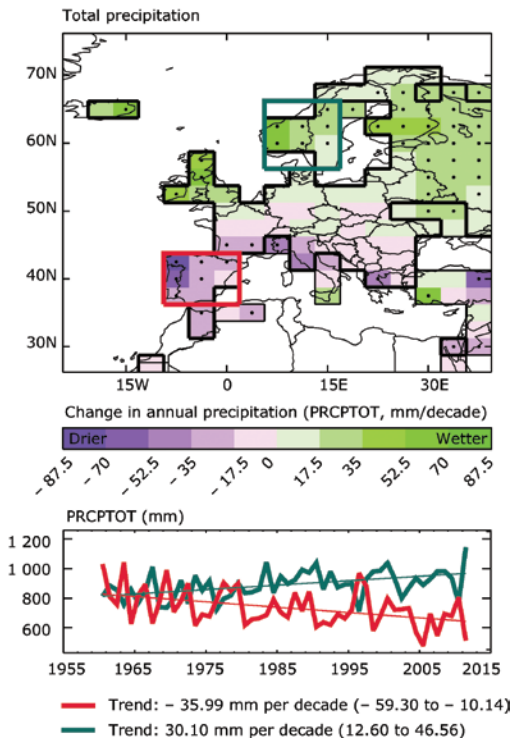 Total precipitation
70N
60N
50N
40N
30N
15W 0 15E 30E
Change in annual precipitation (PRCPTOT, mm/decade)
Drier Wetter
– 87.5 – 70 – 52.5 – 35 – 17.5 0 17.5 35 52.5 70 87.5
PRCPTOT (mm)
1 200
1 000
800
600
1955 1965 1975 1985 1995 2005 2015
Trend: – 35.99 mm per decade (– 59.30 to – 10.14)
Trend: 30.10 mm per decade (12.60 to 46.56)